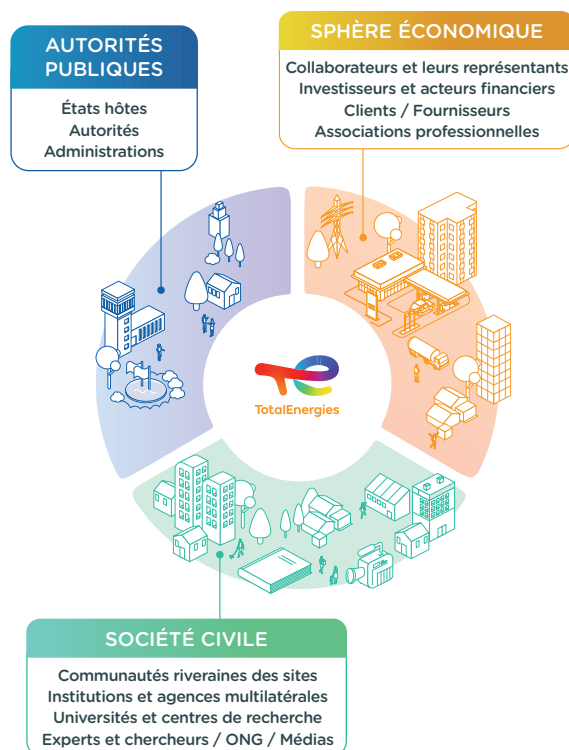 AUTORITÉS
PUBLIQUES
États hôtes
Autorités
Administrations
SPHÈRE ÉCONOMIQUE
Collaborateurs et leurs représentants
Investisseurs et acteurs financiers
Clients / Fournisseurs
Associations professionnelles
TotalEnergies
SOCIÉTÉ CIVILE
Communautés riveraines des sites
Institutions et agences multilatérales
Universités et centres de recherche
Experts et chercheurs / ONG / Médias